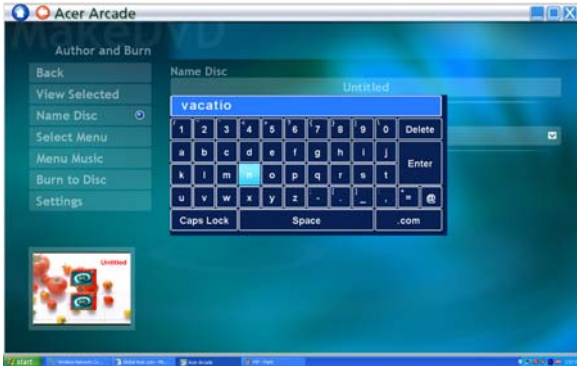 Acer Arcade
MakeDVD
Author and Burn
Back
View Selected
Name Disc
Select Menu
Menu Music
Burn to Disc
Settings
Name Disc
Untitled
vacatio
1 2 3 4 5 6 7 8 9 0 Delete
a b c d e f g h i j
Enter
k l m n o p q r s t
u v w x y z - . _ , = @
Caps Lock Space .com
Untitled
start
Acer Arcade